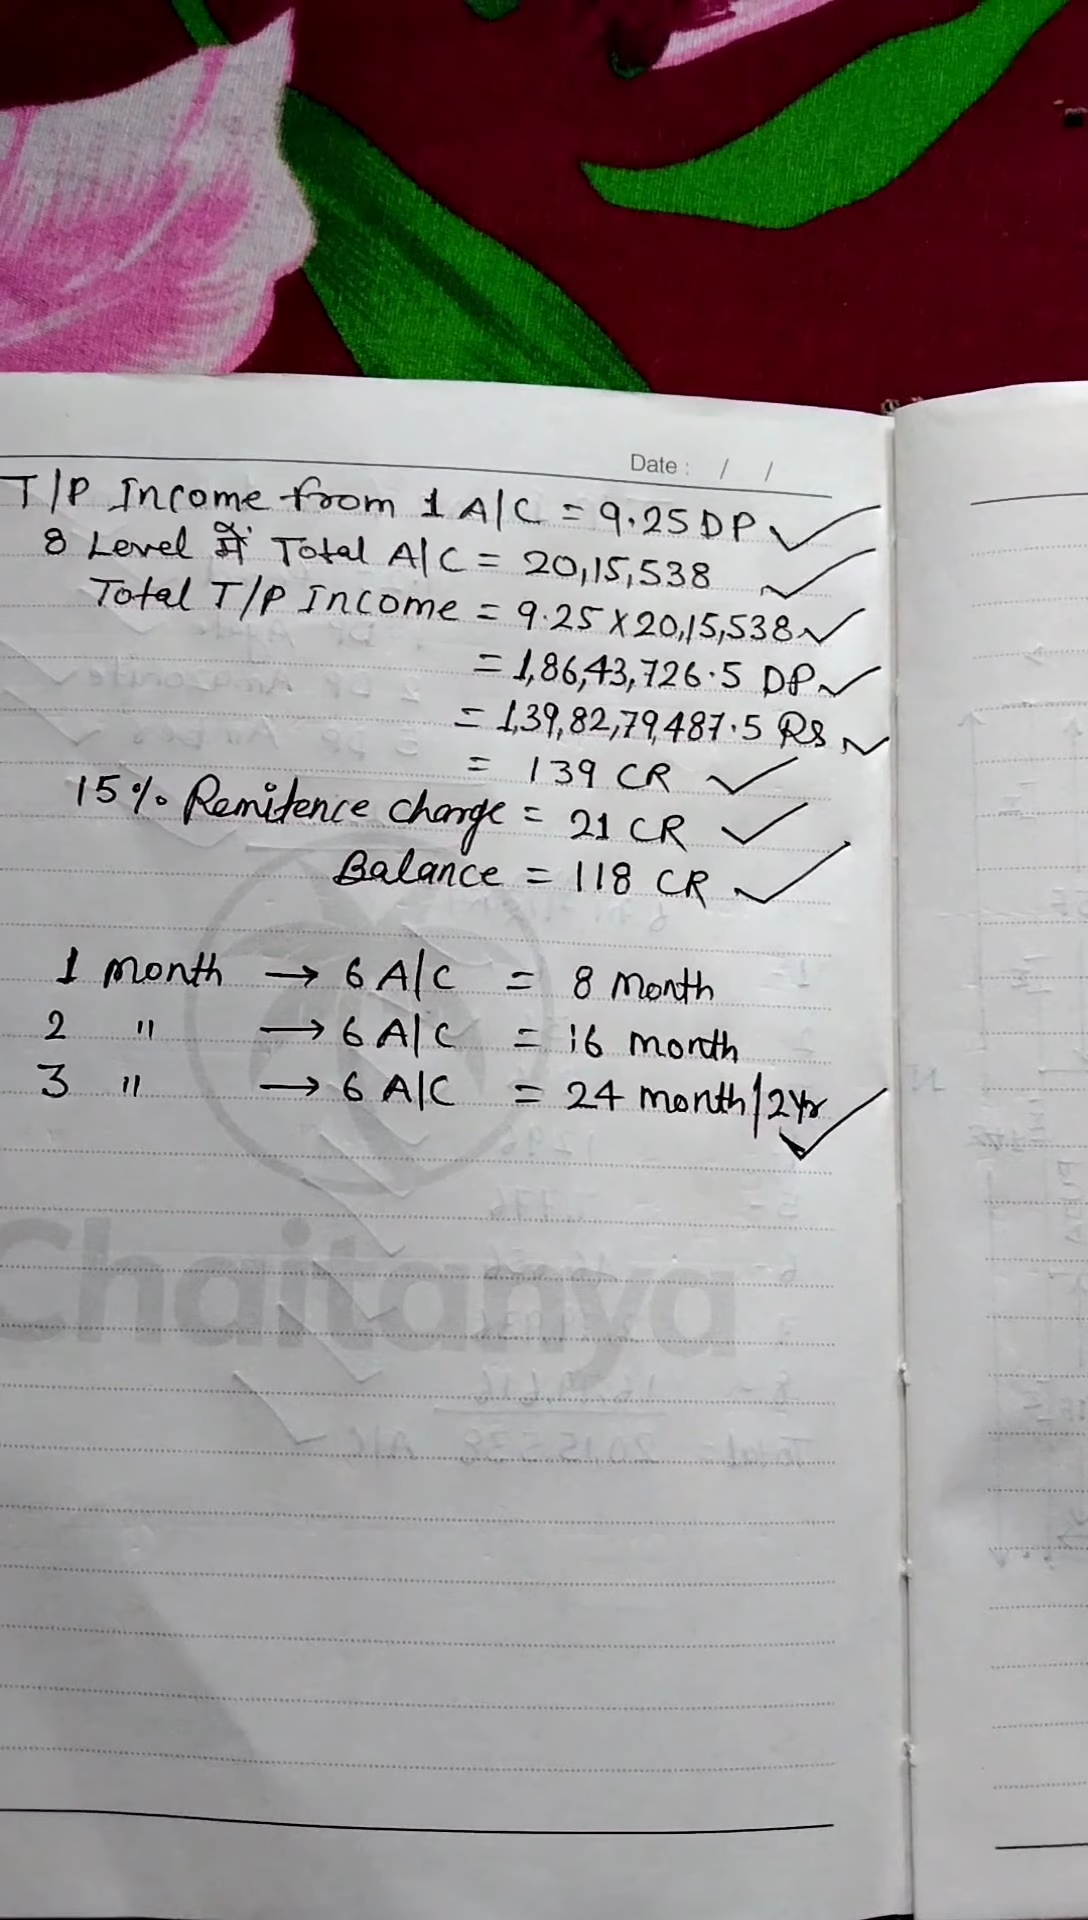 Date : / /
T/P Income from 1 A/C = 9.25 DP
8 Level में Total A/C = 20,15,538
Total T/P Income = 9.25 X 20,15,538
= 1,86,43,726.5 DP
= 1,39,82,79,487.5 RS
= 139 CR
15% Remitence charge = 21 CR
Balance = 118 CR
1 month → 6 A/C = 8 month
2 " → 6 A/C = 16 month
3 " → 6 A/C = 24 month/2Yr
Chaitanya